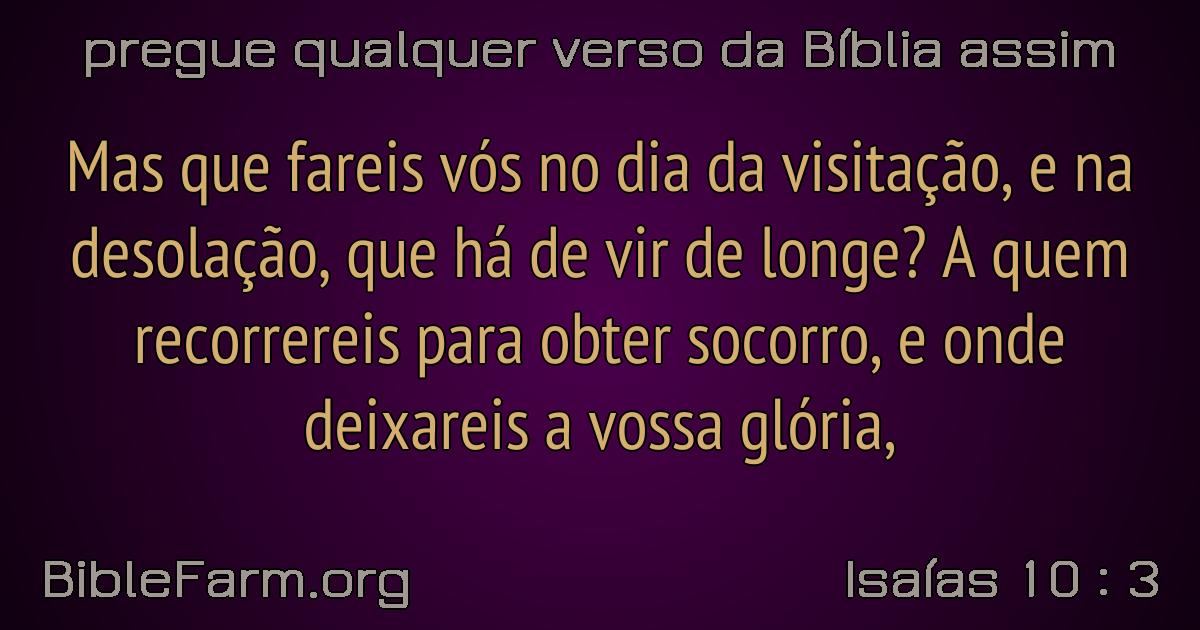 pregue qualquer verso da Bíblia assim
Mas que fareis vós no dia da visitação, e na
desolação, que há de vir de longe? A quem
recorrereis para obter socorro, e onde
deixareis a vossa glória,
BibleFarm.org
Isaías 10 : 3